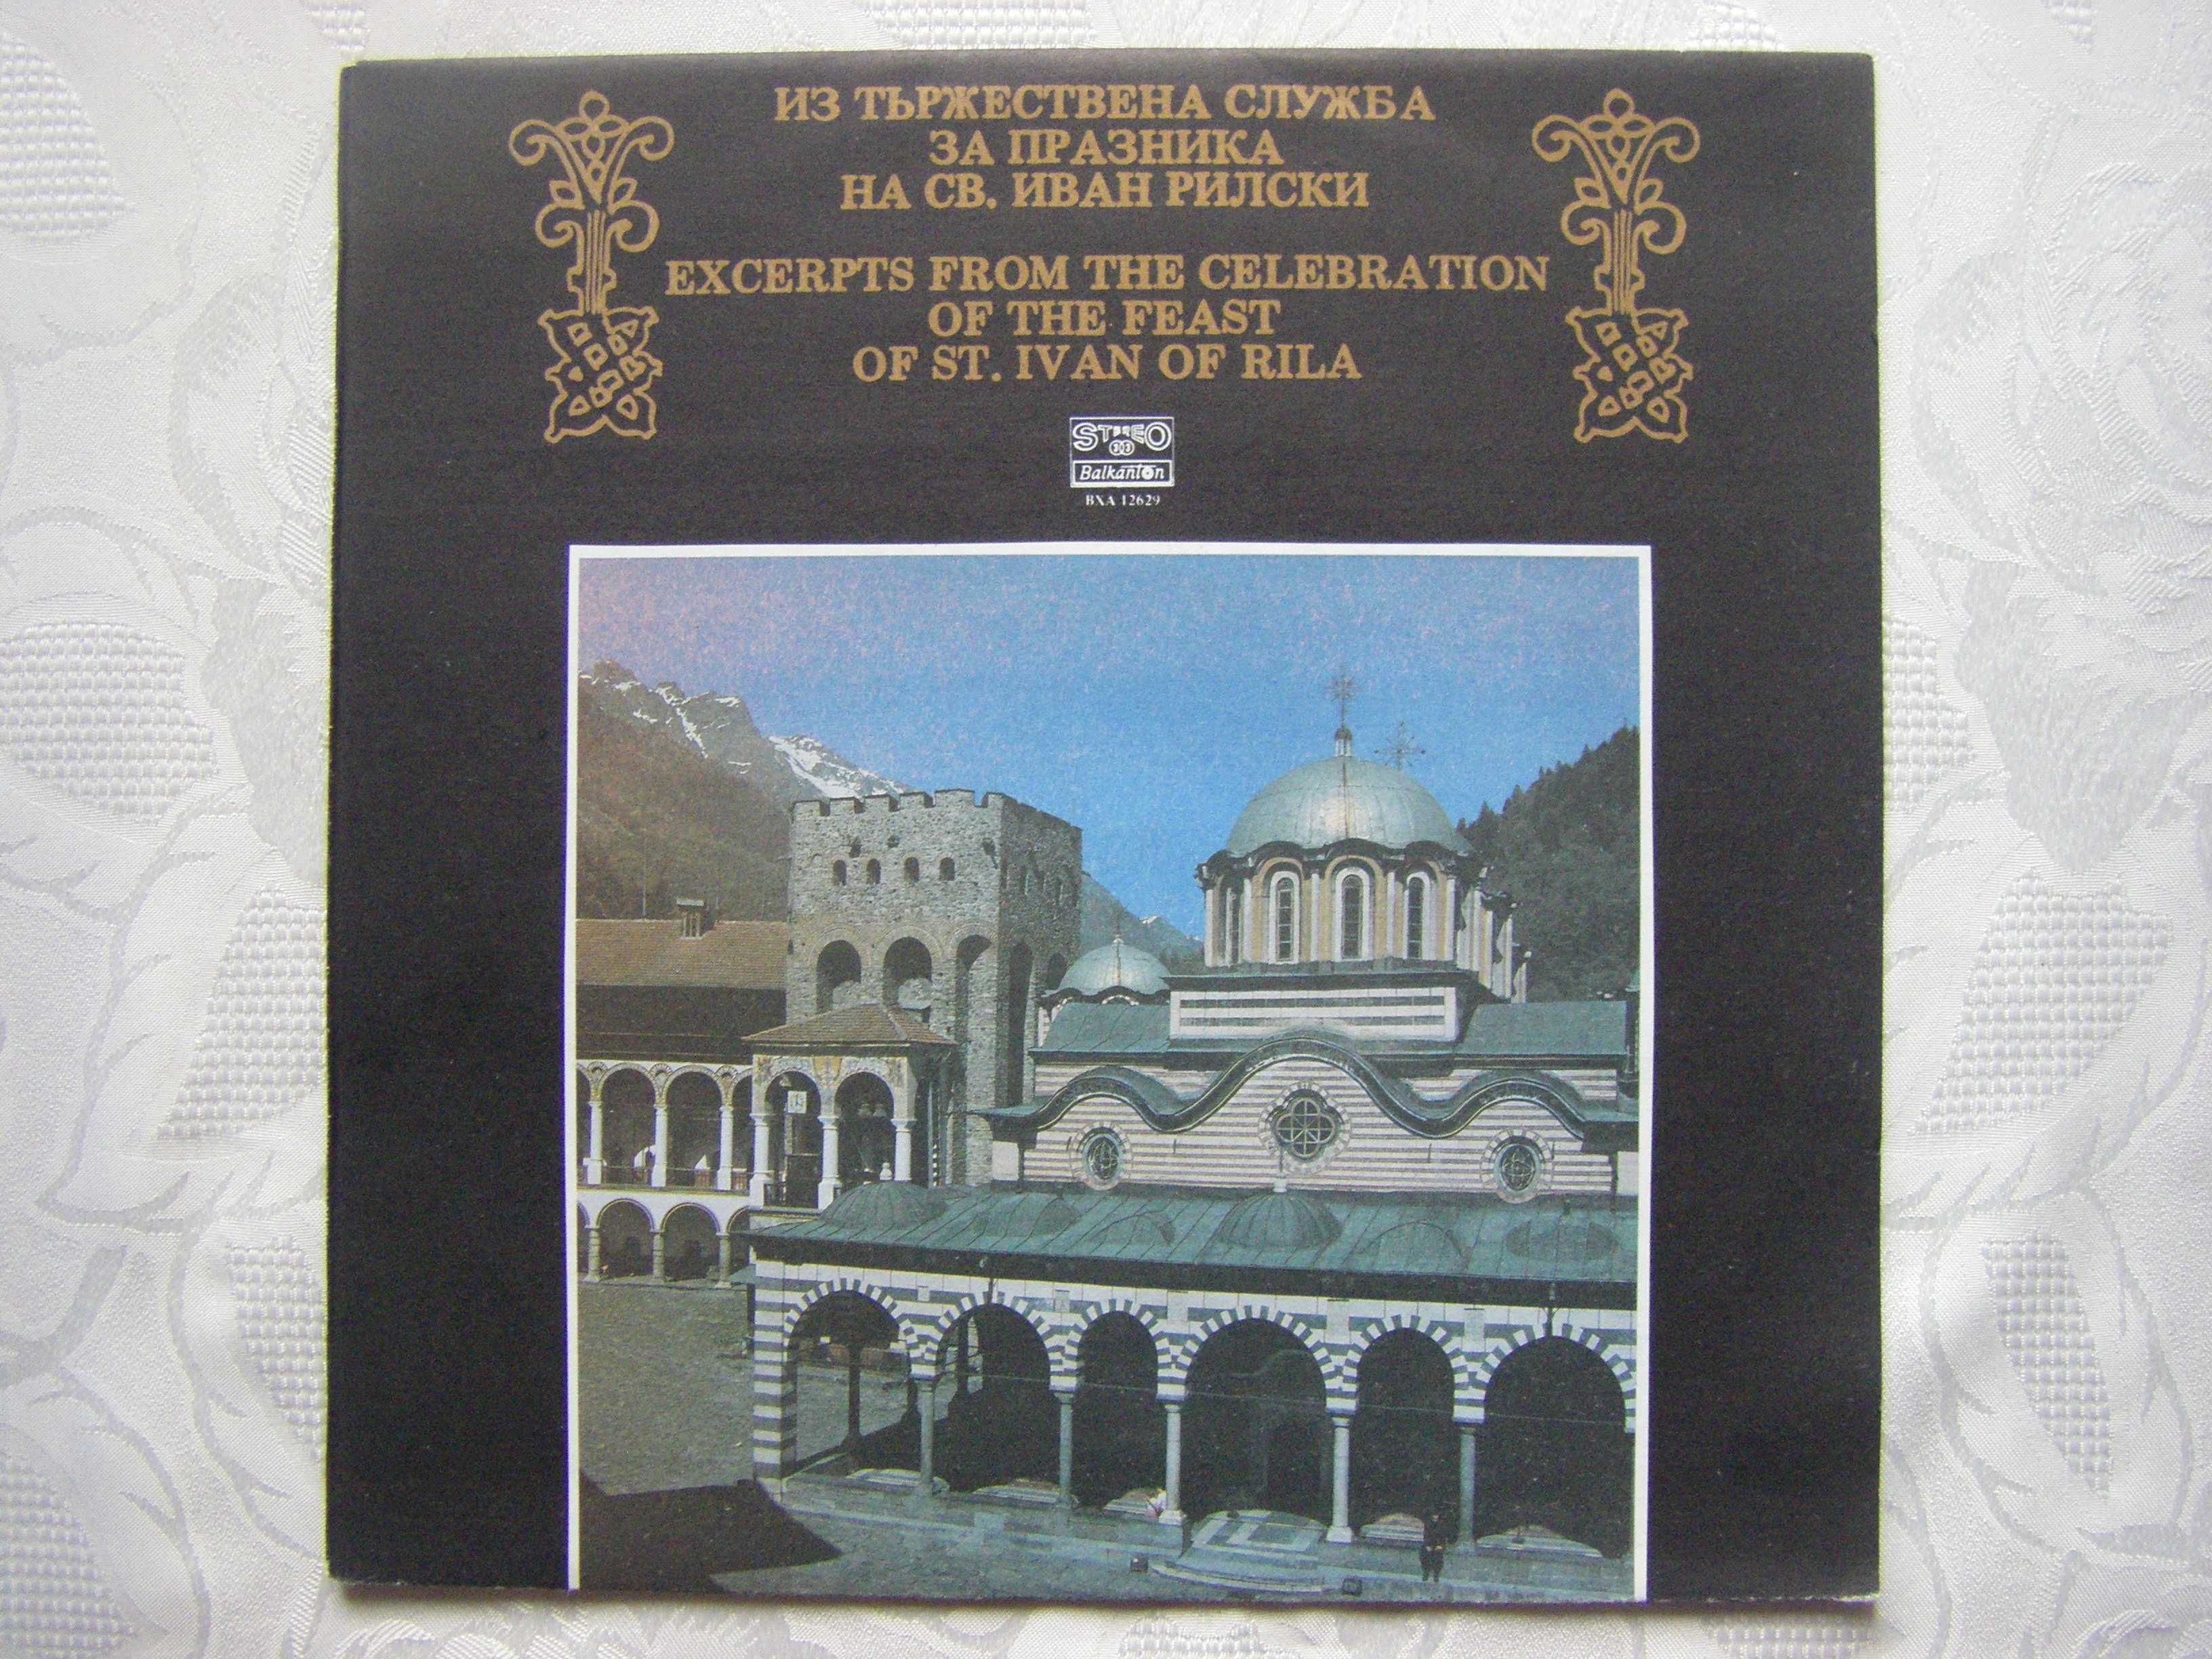 ИЗ ТЪРЖЕСТВЕНА СЛУЖБА
ЗА ПРАЗНИКА
НА СВ. ИВАН РИЛСКИ
EXCERPTS FROM THE CELEBRATION
OF THE FEAST
OF ST. IVAN OF RILA
STEREO
33
Balkanton
ВХА 12629